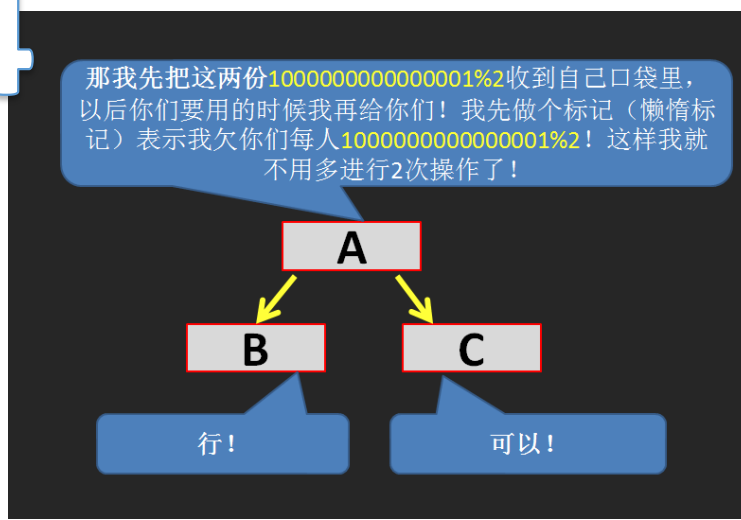 那我先把这两份1000000000000001%2收到自己口袋里，
以后你们要用的时候我再给你们！我先做个标记（懒惰标
记）表示我欠你们每人1000000000000001%2！这样我就
不用多进行2次操作了！
A
B
C
行！
可以！